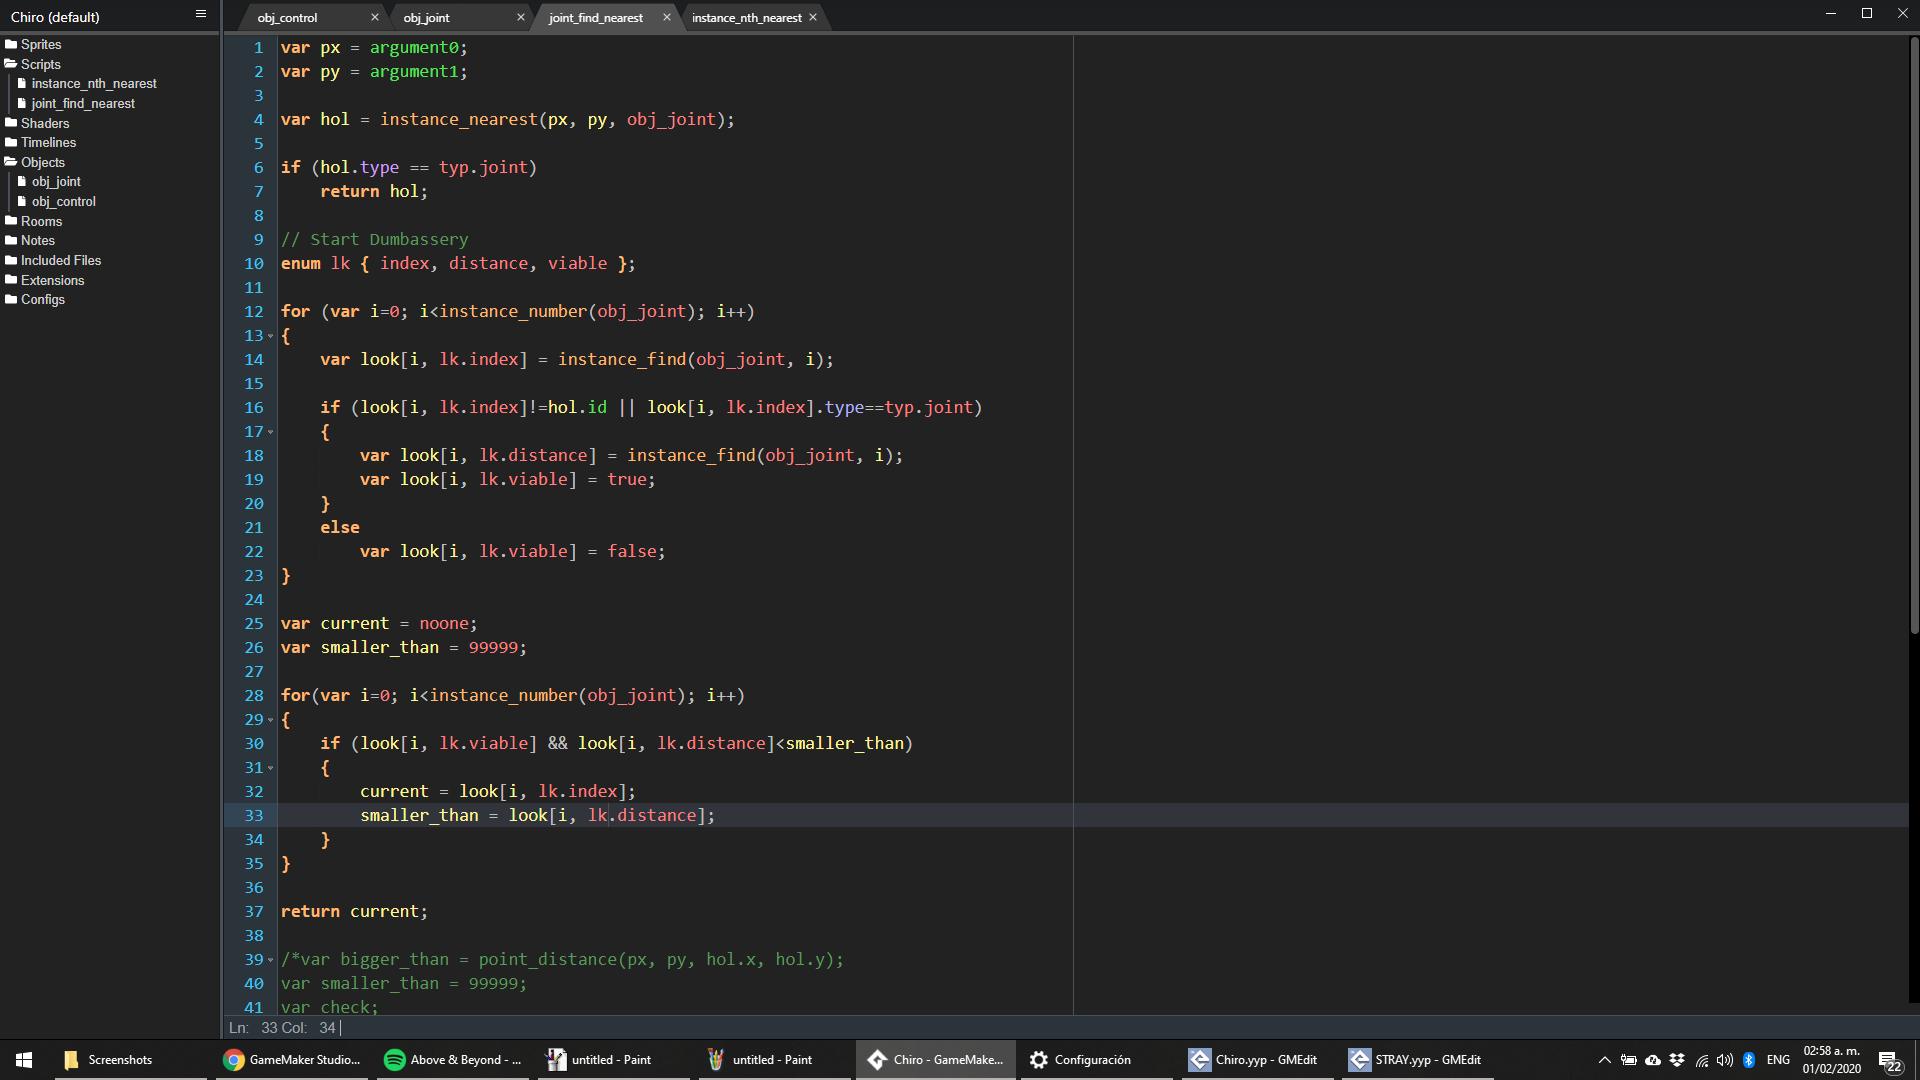 Chiro (default)
obj_control ×
obj_joint ×
joint_find_nearest ×
instance_nth_nearest ×
Sprites
Scripts
instance_nth_nearest
joint_find_nearest
Shaders
Timelines
Objects
obj_joint
obj_control
Rooms
Notes
Included Files
Extensions
Configs
1 var px = argument0;
2 var py = argument1;
3
4 var hol = instance_nearest(px, py, obj_joint);
5
6 if (hol.type == typ.joint)
7 return hol;
8
9 // Start Dumbassery
10 enum lk { index, distance, viable };
11
12 for (var i=0; i<instance_number(obj_joint); i++)
13 {
14 var look[i, lk.index] = instance_find(obj_joint, i);
15
16 if (look[i, lk.index]!=hol.id || look[i, lk.index].type==typ.joint)
17 {
18 var look[i, lk.distance] = instance_find(obj_joint, i);
19 var look[i, lk.viable] = true;
20 }
21 else
22 var look[i, lk.viable] = false;
23 }
24
25 var current = noone;
26 var smaller_than = 99999;
27
28 for(var i=0; i<instance_number(obj_joint); i++)
29 {
30 if (look[i, lk.viable] && look[i, lk.distance]<smaller_than)
31 {
32 current = look[i, lk.index];
33 smaller_than = look[i, lk.distance];
34 }
35 }
36
37 return current;
38
39 /*var bigger_than = point_distance(px, py, hol.x, hol.y);
40 var smaller_than = 99999;
41 var check;
Ln: 33 Col: 34
Screenshots
GameMaker Studio...
Above & Beyond - ...
untitled - Paint
untitled - Paint
Chiro - GameMake...
Configuración
Chiro.yyp - GMEdit
STRAY.yyp - GMEdit
ENG
02:58 a. m.
01/02/2020
22